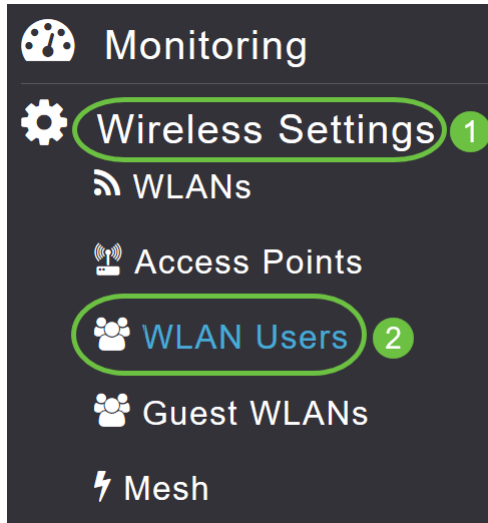 Monitoring
Wireless Settings 1
WLANs
Access Points
WLAN Users 2
Guest WLANs
Mesh